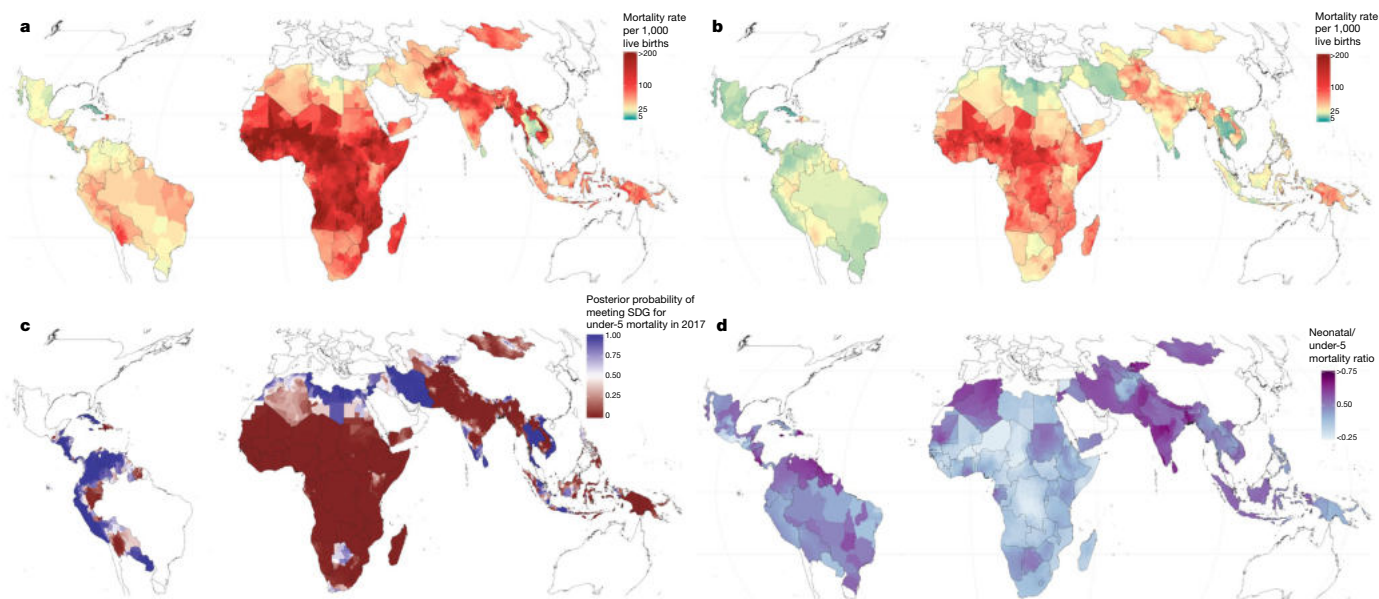 a
Mortality rate
per 1,000
live births
>200
100
25
5
b
Mortality rate
per 1,000
live births
>200
100
25
5
c
Posterior probability of
meeting SDG for
under-5 mortality in 2017
1.00
0.75
0.50
0.25
0
d
Neonatal/
under-5
mortality ratio
>0.75
0.50
<0.25